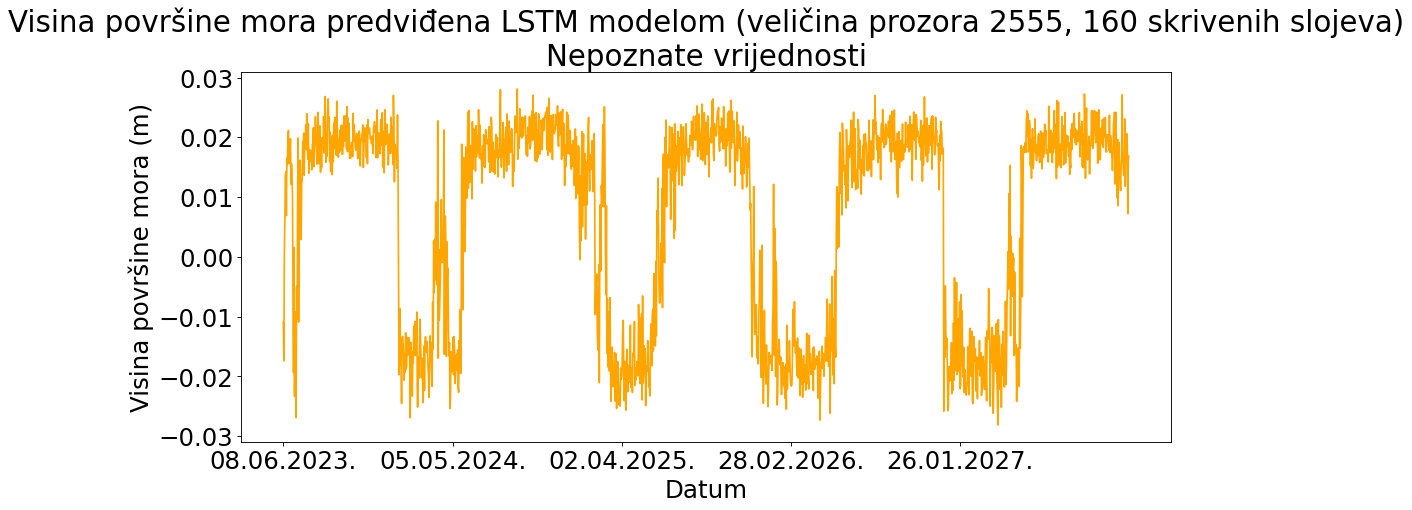 Visina površine mora predviđena LSTM modelom (veličina prozora 2555, 160 skrivenih slojeva)
Nepoznate vrijednosti
0.03
0.02
0.01
0.00
−0.01
−0.02
−0.03
Visina površine mora (m)
08.06.2023. 05.05.2024. 02.04.2025. 28.02.2026. 26.01.2027.
Datum